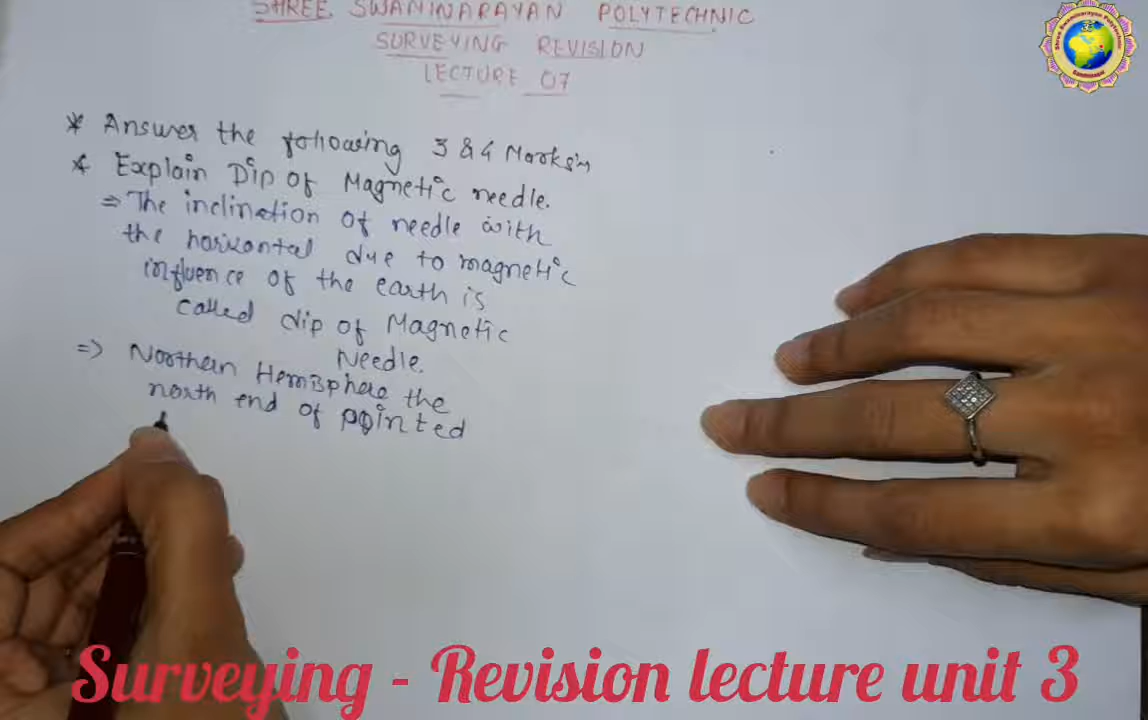 SHREE SWAMINARAYAN POLYTECHNIC
SURVEYING REVISION
LECTURE 07
* Answer the following 3 & 4 Marks
* Explain Dip Of Magnetic needle.
⇒ The inclination Of needle with
the horizontal due to magnetic
influence of the earth is
called dip of Magnetic
Needle.
⇒ Northern Hemisphere the
north end of pointed
Surveying - Revision lecture unit 3